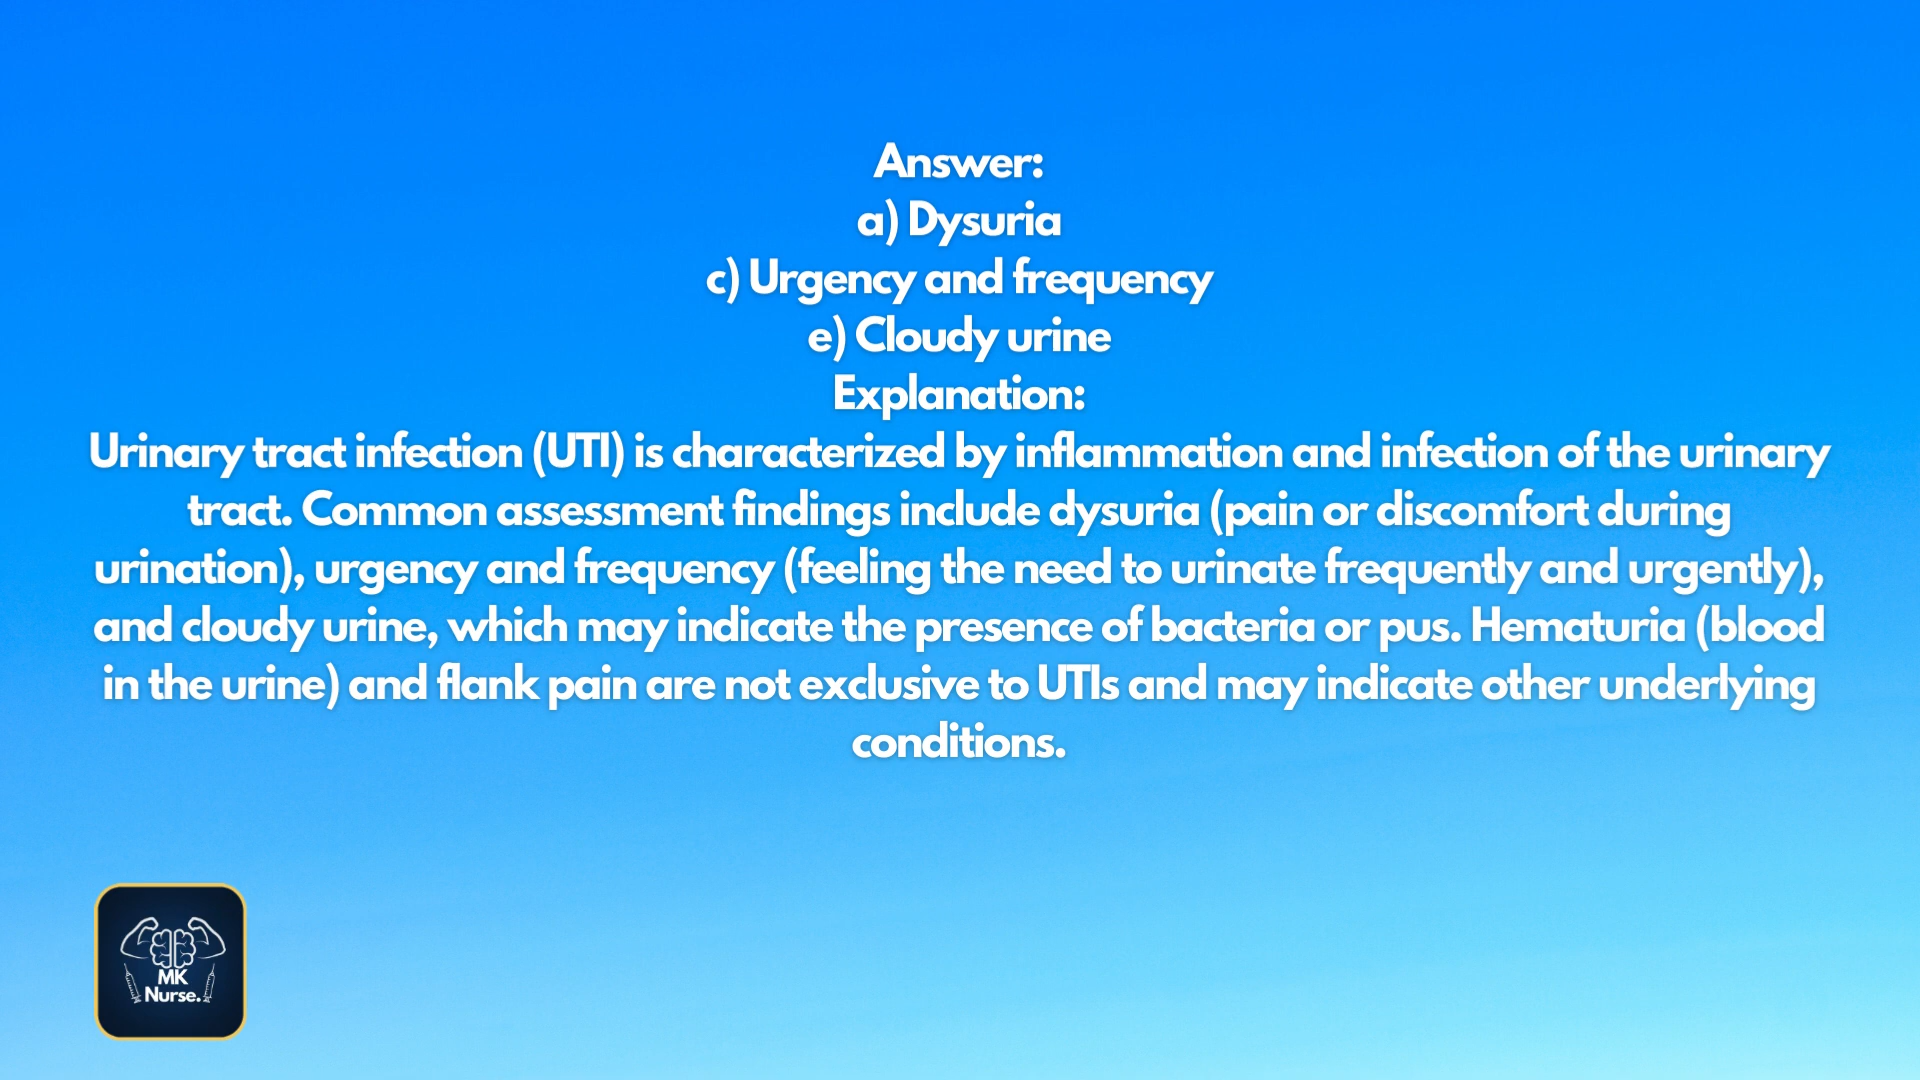 Answer:
a) Dysuria
c) Urgency and frequency
e) Cloudy urine
Explanation:
Urinary tract infection (UTI) is characterized by inflammation and infection of the urinary
tract. Common assessment findings include dysuria (pain or discomfort during
urination), urgency and frequency (feeling the need to urinate frequently and urgently),
and cloudy urine, which may indicate the presence of bacteria or pus. Hematuria (blood
in the urine) and flank pain are not exclusive to UTIs and may indicate other underlying
conditions.
MK
Nurse.